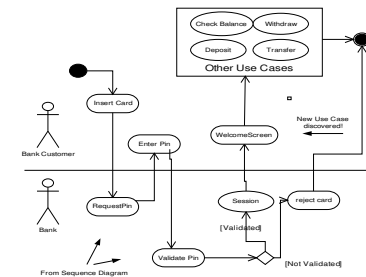 Check Balance
Withdraw
Deposit
Transfer
Other Use Cases
Insert Card
New Use Case
discovered!
Enter Pin
WelcomeScreen
Bank Customer
Session
reject card
RequestPin
Bank
[Validated]
Validate Pin
[Not Validated]
From Sequence Diagram